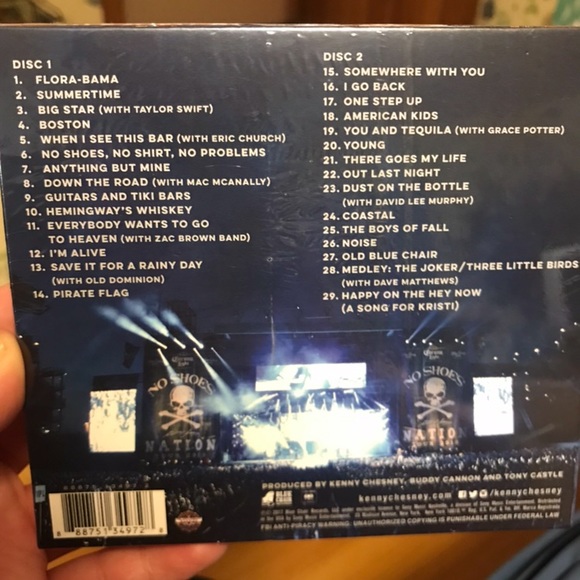 DISC 1
1. FLORA-BAMA
2. SUMMERTIME
3. BIG STAR (WITH TAYLOR SWIFT)
4. BOSTON
5. WHEN I SEE THIS BAR (WITH ERIC CHURCH)
6. NO SHOES, NO SHIRT, NO PROBLEMS
7. ANYTHING BUT MINE
8. DOWN THE ROAD (WITH MAC MCANALLY)
9. GUITARS AND TIKI BARS
10. HEMINGWAY'S WHISKEY
11. EVERYBODY WANTS TO GO
TO HEAVEN (WITH ZAC BROWN BAND)
12. I'M ALIVE
13. SAVE IT FOR A RAINY DAY
(WITH OLD DOMINION)
14. PIRATE FLAG
DISC 2
15. SOMEWHERE WITH YOU
16. I GO BACK
17. ONE STEP UP
18. AMERICAN KIDS
19. YOU AND TEQUILA (WITH GRACE POTTER)
20. YOUNG
21. THERE GOES MY LIFE
22. OUT LAST NIGHT
23. DUST ON THE BOTTLE
(WITH DAVID LEE MURPHY)
24. COASTAL
25. THE BOYS OF FALL
26. NOISE
27. OLD BLUE CHAIR
28. MEDLEY: THE JOKER/THREE LITTLE BIRDS
(WITH DAVE MATTHEWS)
29. HAPPY ON THE HEY NOW
(A SONG FOR KRISTI)
NO SHOES
NATION
NO SHOES
NATION
PRODUCED BY KENNY CHESNEY, BUDDY CANNON AND TONY CASTLE
kennychesney.com /kennychesney
FBI ANTI-PIRACY WARNING: UNAUTHORIZED COPYING IS PUNISHABLE UNDER FEDERAL LAW
8 88751 34972